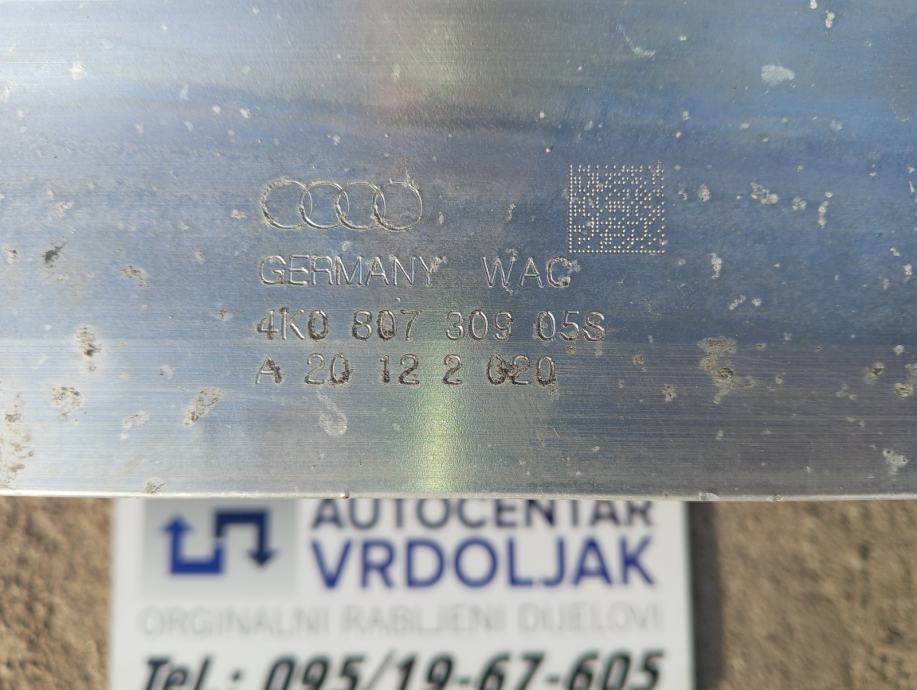 GERMANY WAC
4K0 807 309 05S
A 20 12 2 020
AUTOCENTAR
VRDOLJAK
ORGINALNI RABLJENI DIJELOVI
Tel.: 095/19-67-605